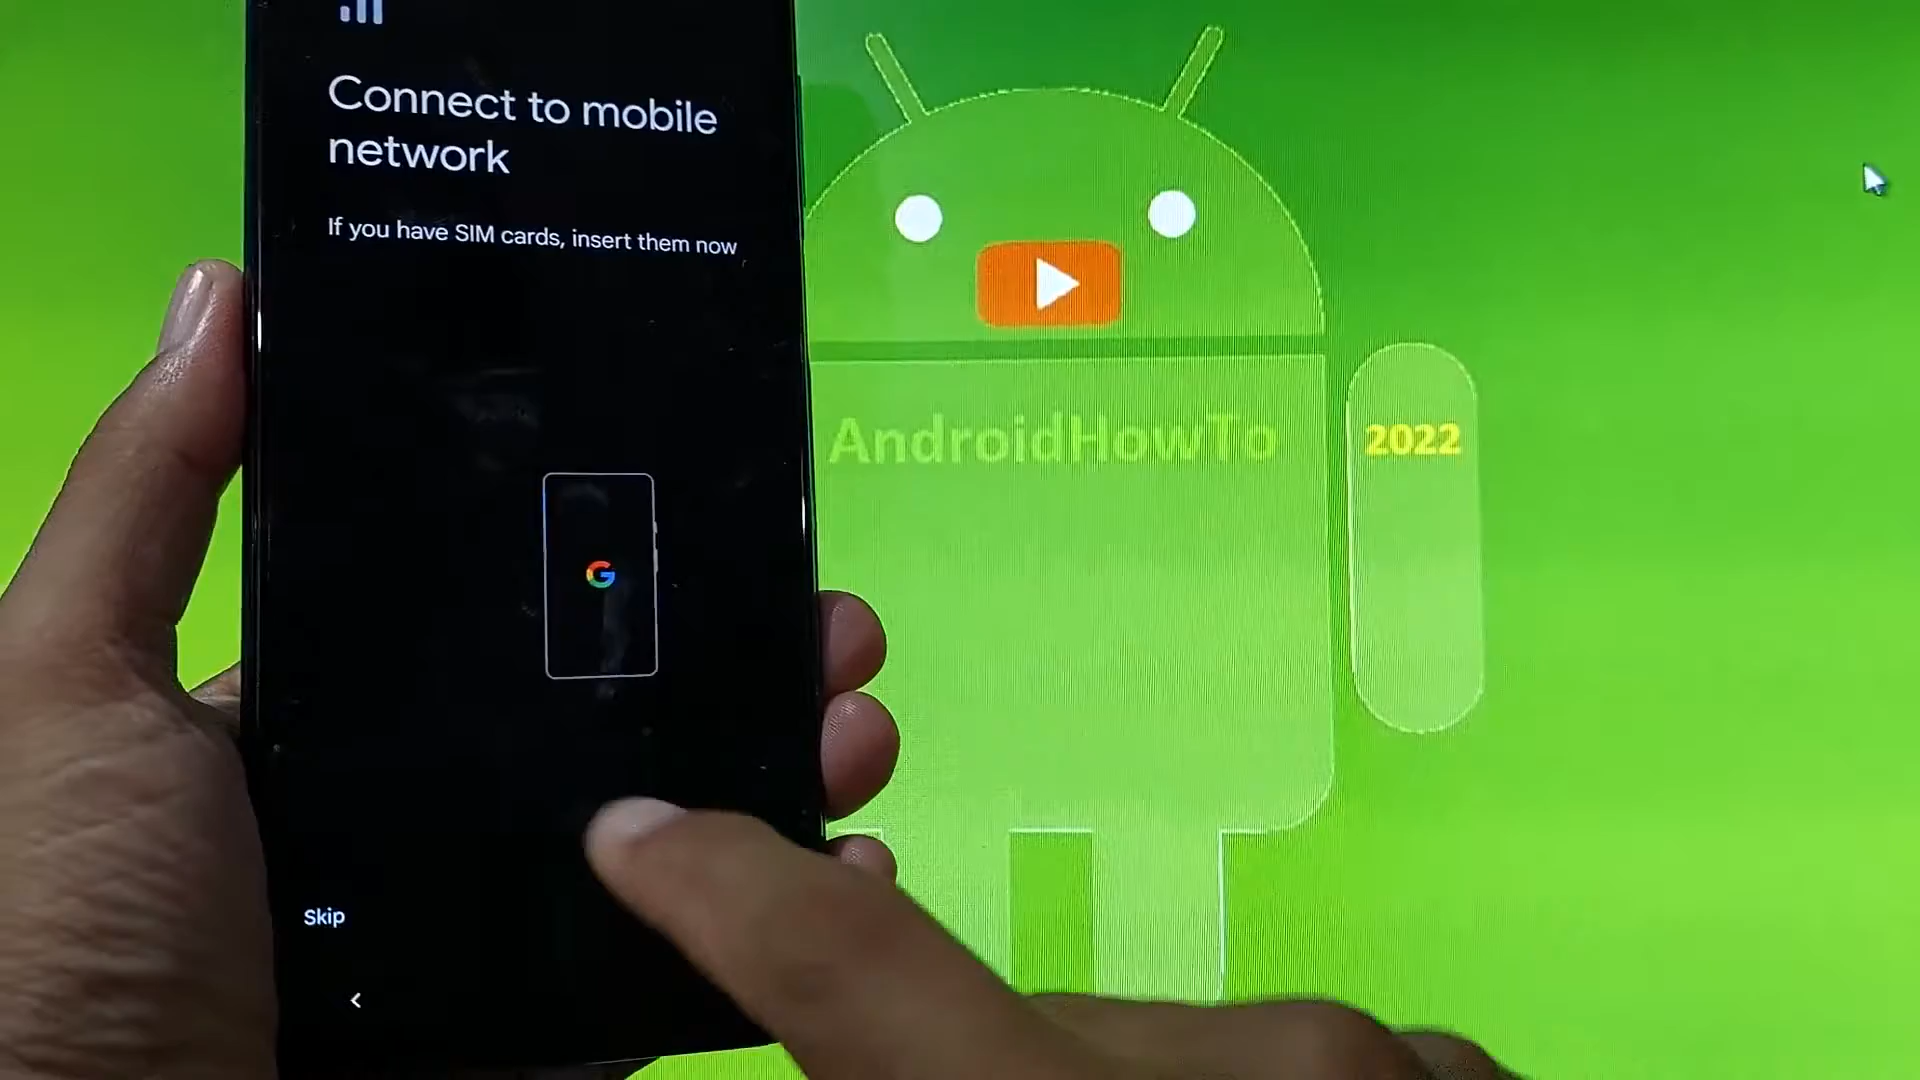 Connect to mobile
network
If you have SIM cards, insert them now
Skip
AndroidHowTo
2022